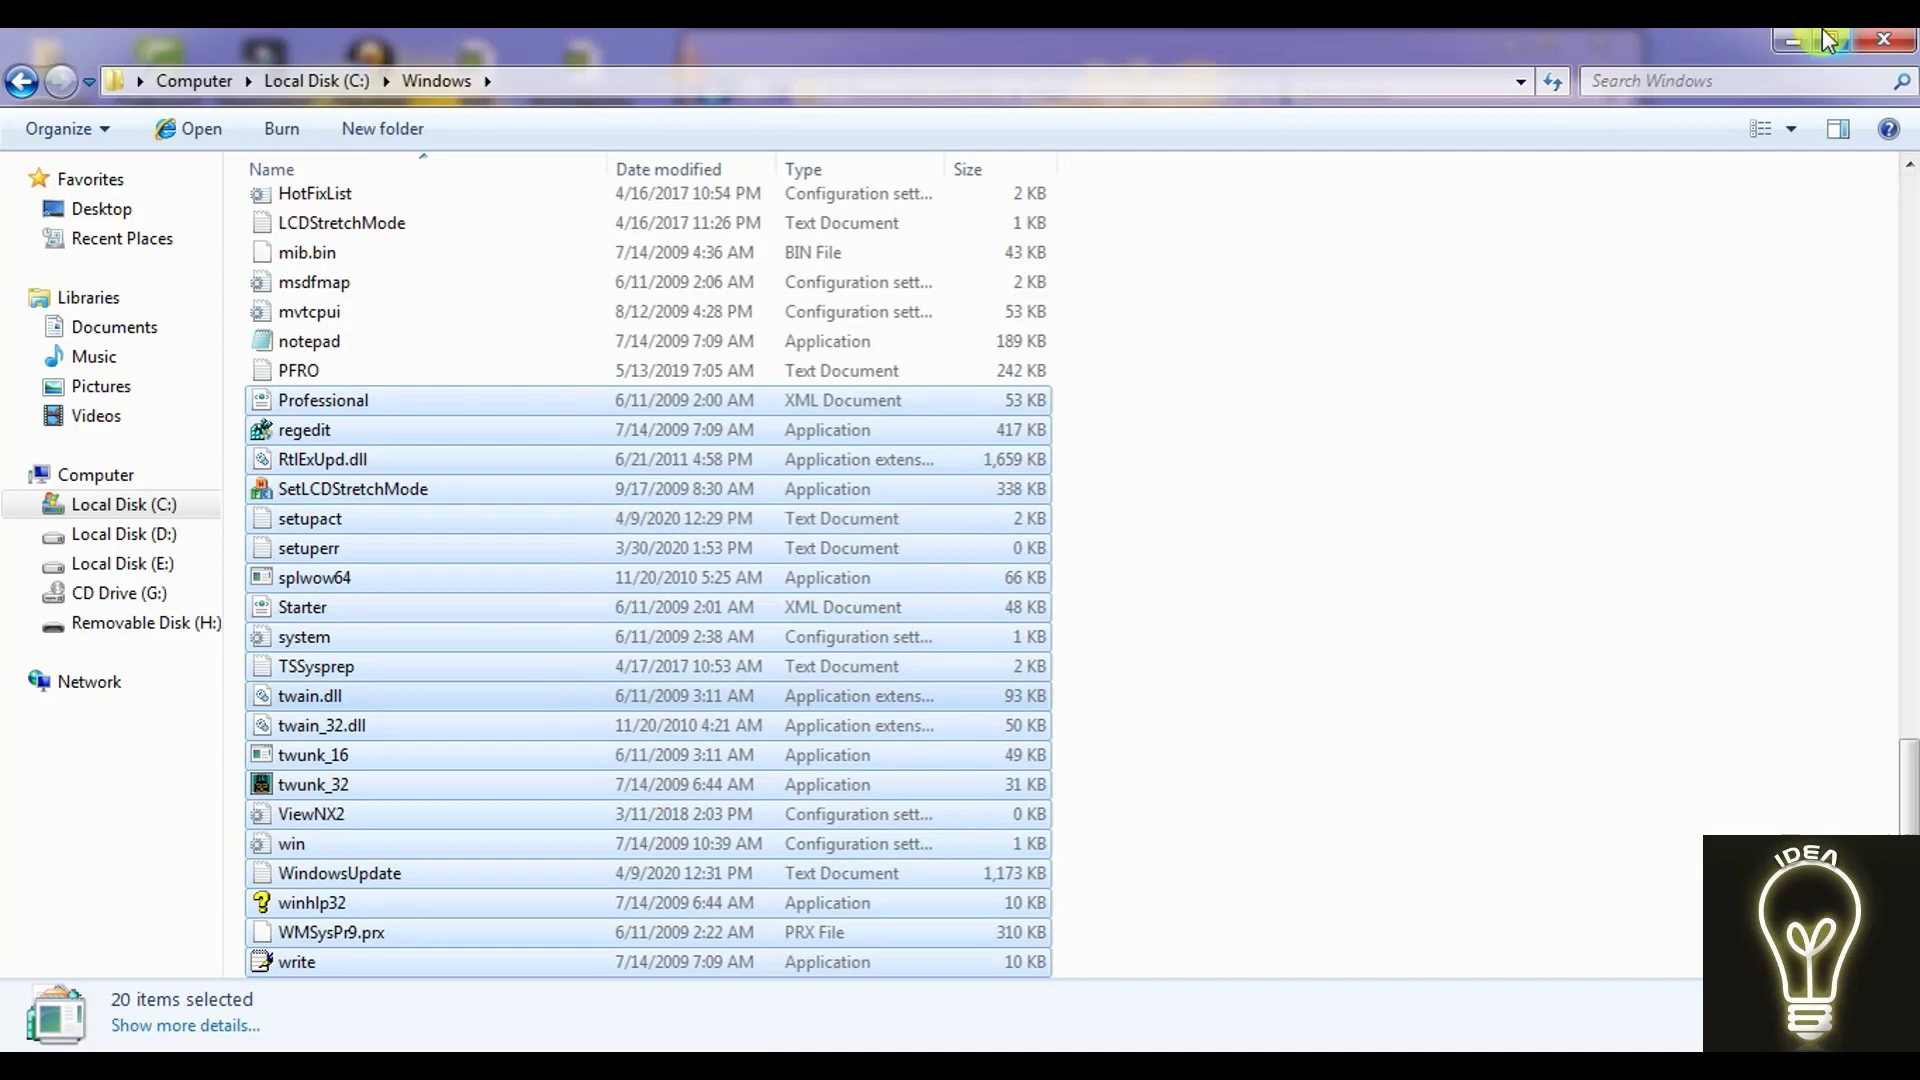 Computer Local Disk (C:) Windows
Search Windows
Organize Open Burn New folder
Name Date modified Type Size
Favorites
Desktop
Recent Places
Libraries
Documents
Music
Pictures
Videos
Computer
Local Disk (C:)
Local Disk (D:)
Local Disk (E:)
CD Drive (G:)
Removable Disk (H:)
Network
HotFixList 4/16/2017 10:54 PM Configuration sett... 2 KB
LCDStretchMode 4/16/2017 11:26 PM Text Document 1 KB
mib.bin 7/14/2009 4:36 AM BIN File 43 KB
msdfmap 6/11/2009 2:06 AM Configuration sett... 2 KB
mvtcpui 8/12/2009 4:28 PM Configuration sett... 53 KB
notepad 7/14/2009 7:09 AM Application 189 KB
PFRO 5/13/2019 7:05 AM Text Document 242 KB
Professional 6/11/2009 2:00 AM XML Document 53 KB
regedit 7/14/2009 7:09 AM Application 417 KB
RtlExUpd.dll 6/21/2011 4:58 PM Application extens... 1,659 KB
SetLCDStretchMode 9/17/2009 8:30 AM Application 338 KB
setupact 4/9/2020 12:29 PM Text Document 2 KB
setuperr 3/30/2020 1:53 PM Text Document 0 KB
splwow64 11/20/2010 5:25 AM Application 66 KB
Starter 6/11/2009 2:01 AM XML Document 48 KB
system 6/11/2009 2:38 AM Configuration sett... 1 KB
TSSysprep 4/17/2017 10:53 AM Text Document 2 KB
twain.dll 6/11/2009 3:11 AM Application extens... 93 KB
twain_32.dll 11/20/2010 4:21 AM Application extens... 50 KB
twunk_16 6/11/2009 3:11 AM Application 49 KB
twunk_32 7/14/2009 6:44 AM Application 31 KB
ViewNX2 3/11/2018 2:03 PM Configuration sett... 0 KB
win 7/14/2009 10:39 AM Configuration sett... 1 KB
WindowsUpdate 4/9/2020 12:31 PM Text Document 1,173 KB
winhlp32 7/14/2009 6:44 AM Application 10 KB
WMSysPr9.prx 6/11/2009 2:22 AM PRX File 310 KB
write 7/14/2009 7:09 AM Application 10 KB
20 items selected
Show more details...
IDEA